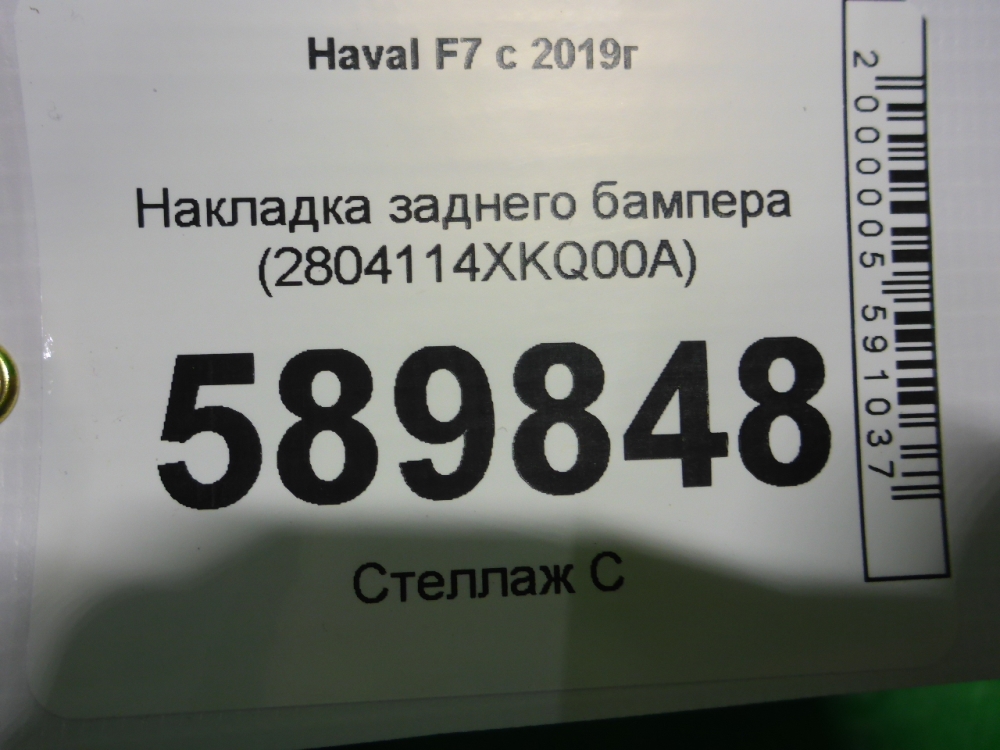 Haval F7 с 2019г
Накладка заднего бампера
(2804114XKQ00A)
589848
Стеллаж С
2000005591037